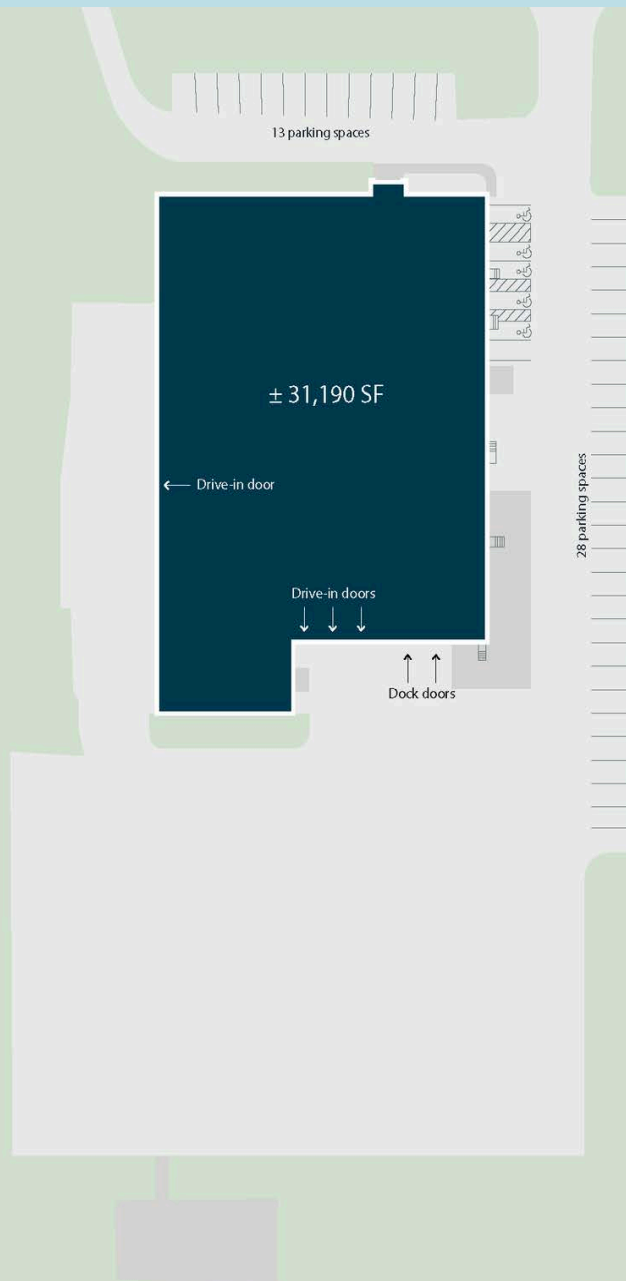 13 parking spaces
± 31,190 SF
Drive-in door
28 parking spaces
Drive-in doors
Dock doors